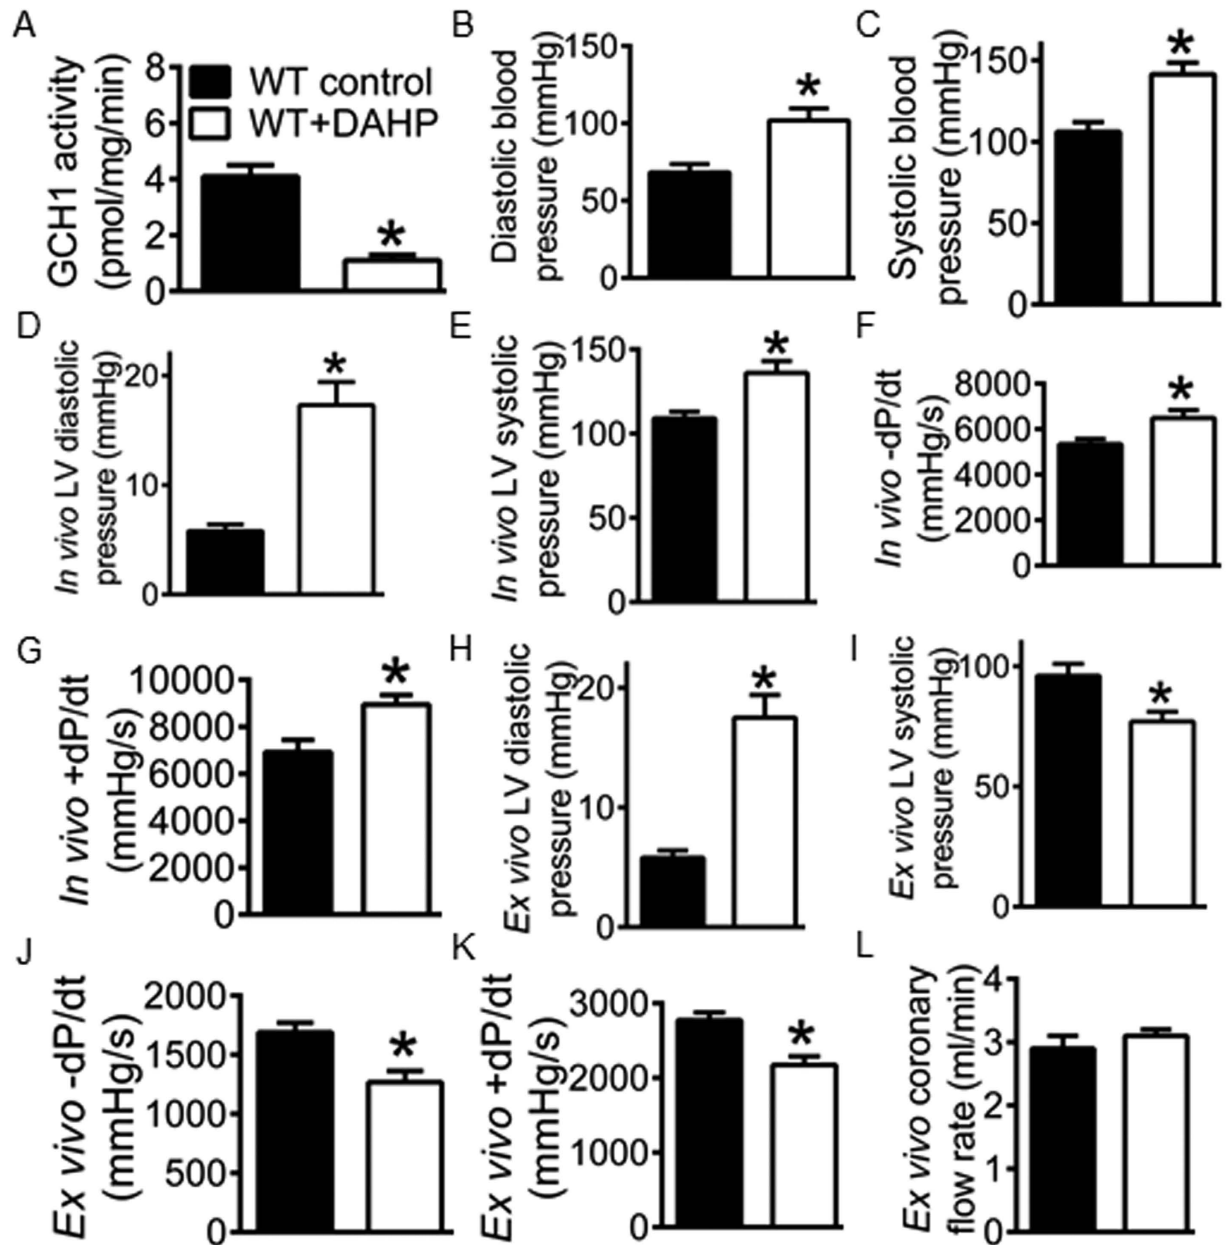 A
GCH1 activity
(pmol/mg/min)
8
6
4
2
0
WT control
WT+DAHP
*
B
Diastolic blood
pressure (mmHg)
150
100
50
0
*
C
Systolic blood
pressure (mmHg)
150
100
50
0
*
D
In vivo LV diastolic
pressure (mmHg)
20
10
0
*
E
In vivo LV systolic
pressure (mmHg)
150
100
50
0
*
F
In vivo -dP/dt
(mmHg/s)
8000
6000
4000
2000
0
*
G
In vivo +dP/dt
(mmHg/s)
10000
8000
6000
4000
2000
0
*
H
Ex vivo LV diastolic
pressure (mmHg)
20
10
0
*
I
Ex vivo LV systolic
pressure (mmHg)
100
50
0
*
J
Ex vivo -dP/dt
(mmHg/s)
2000
1500
1000
500
0
*
K
Ex vivo +dP/dt
(mmHg/s)
3000
2000
1000
0
*
L
Ex vivo coronary
flow rate (ml/min)
4
3
2
1
0